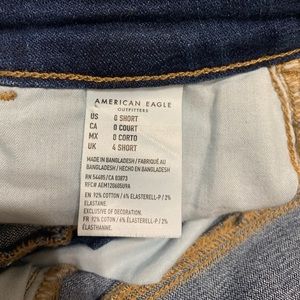 AMERICAN EAGLE
OUTFITTERS
US 0 SHORT
CA 0 COURT
MX 0 CORTO
UK 4 SHORT
MADE IN BANGLADESH / FABRIQUÉ AU
BANGLADESH / HECHO EN BANGLADESH
RN 54485 / CA 03873
RFC# AEM120605U9A
EN 92% COTTON / 6% ELASTERELL-P / 2%
ELASTANE.
EXCLUSIVE OF DECORATION.
FR 92% COTON / 6% ELASTERELL-P / 2%
ÉLASTHANNE.